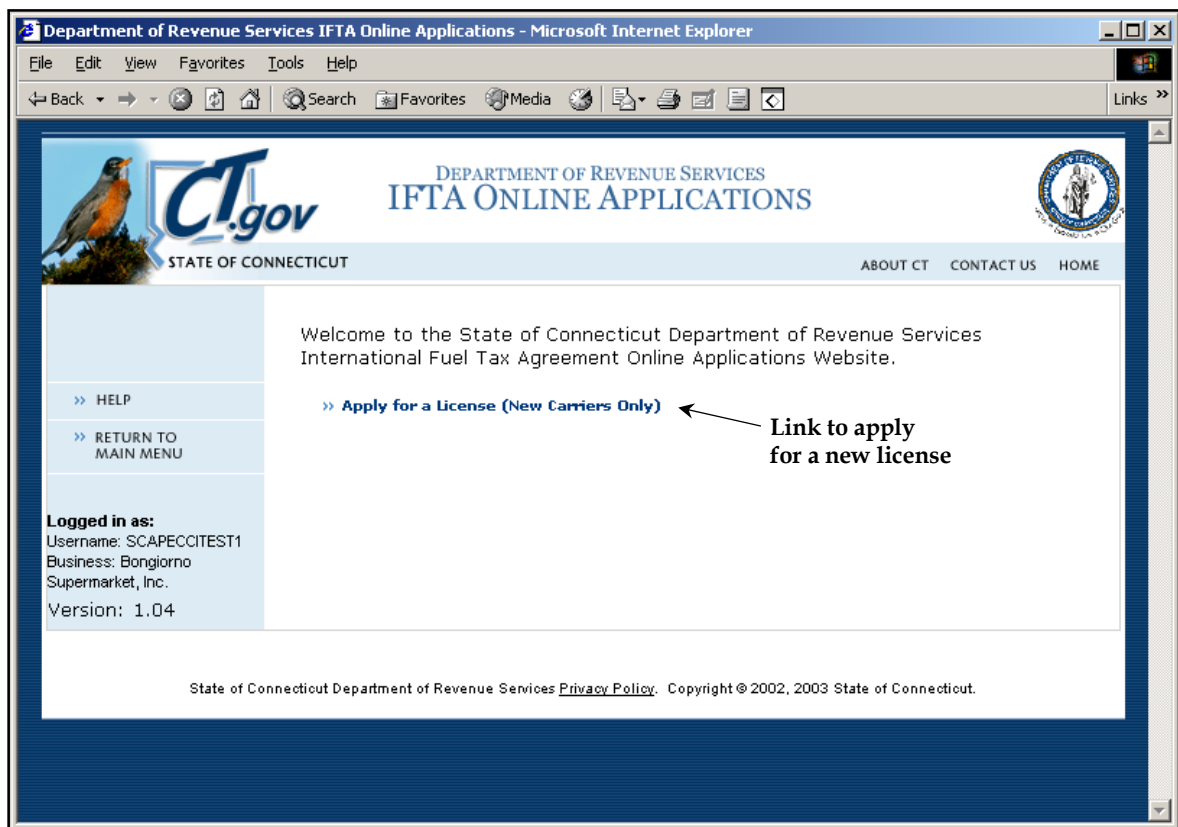 Department of Revenue Services IFTA Online Applications - Microsoft Internet Explorer
File Edit View Favorites Tools Help
Back Search Favorites Media Links »
CT.gov
STATE OF CONNECTICUT
DEPARTMENT OF REVENUE SERVICES
IFTA ONLINE APPLICATIONS
ABOUT CT CONTACT US HOME
Welcome to the State of Connecticut Department of Revenue Services
International Fuel Tax Agreement Online Applications Website.
» Apply for a License (New Carriers Only)
Link to apply
for a new license
» HELP
» RETURN TO
MAIN MENU
Logged in as:
Username: SCAPECCITEST1
Business: Bongiorno
Supermarket, Inc.
Version: 1.04
State of Connecticut Department of Revenue Services Privacy Policy. Copyright © 2002, 2003 State of Connecticut.